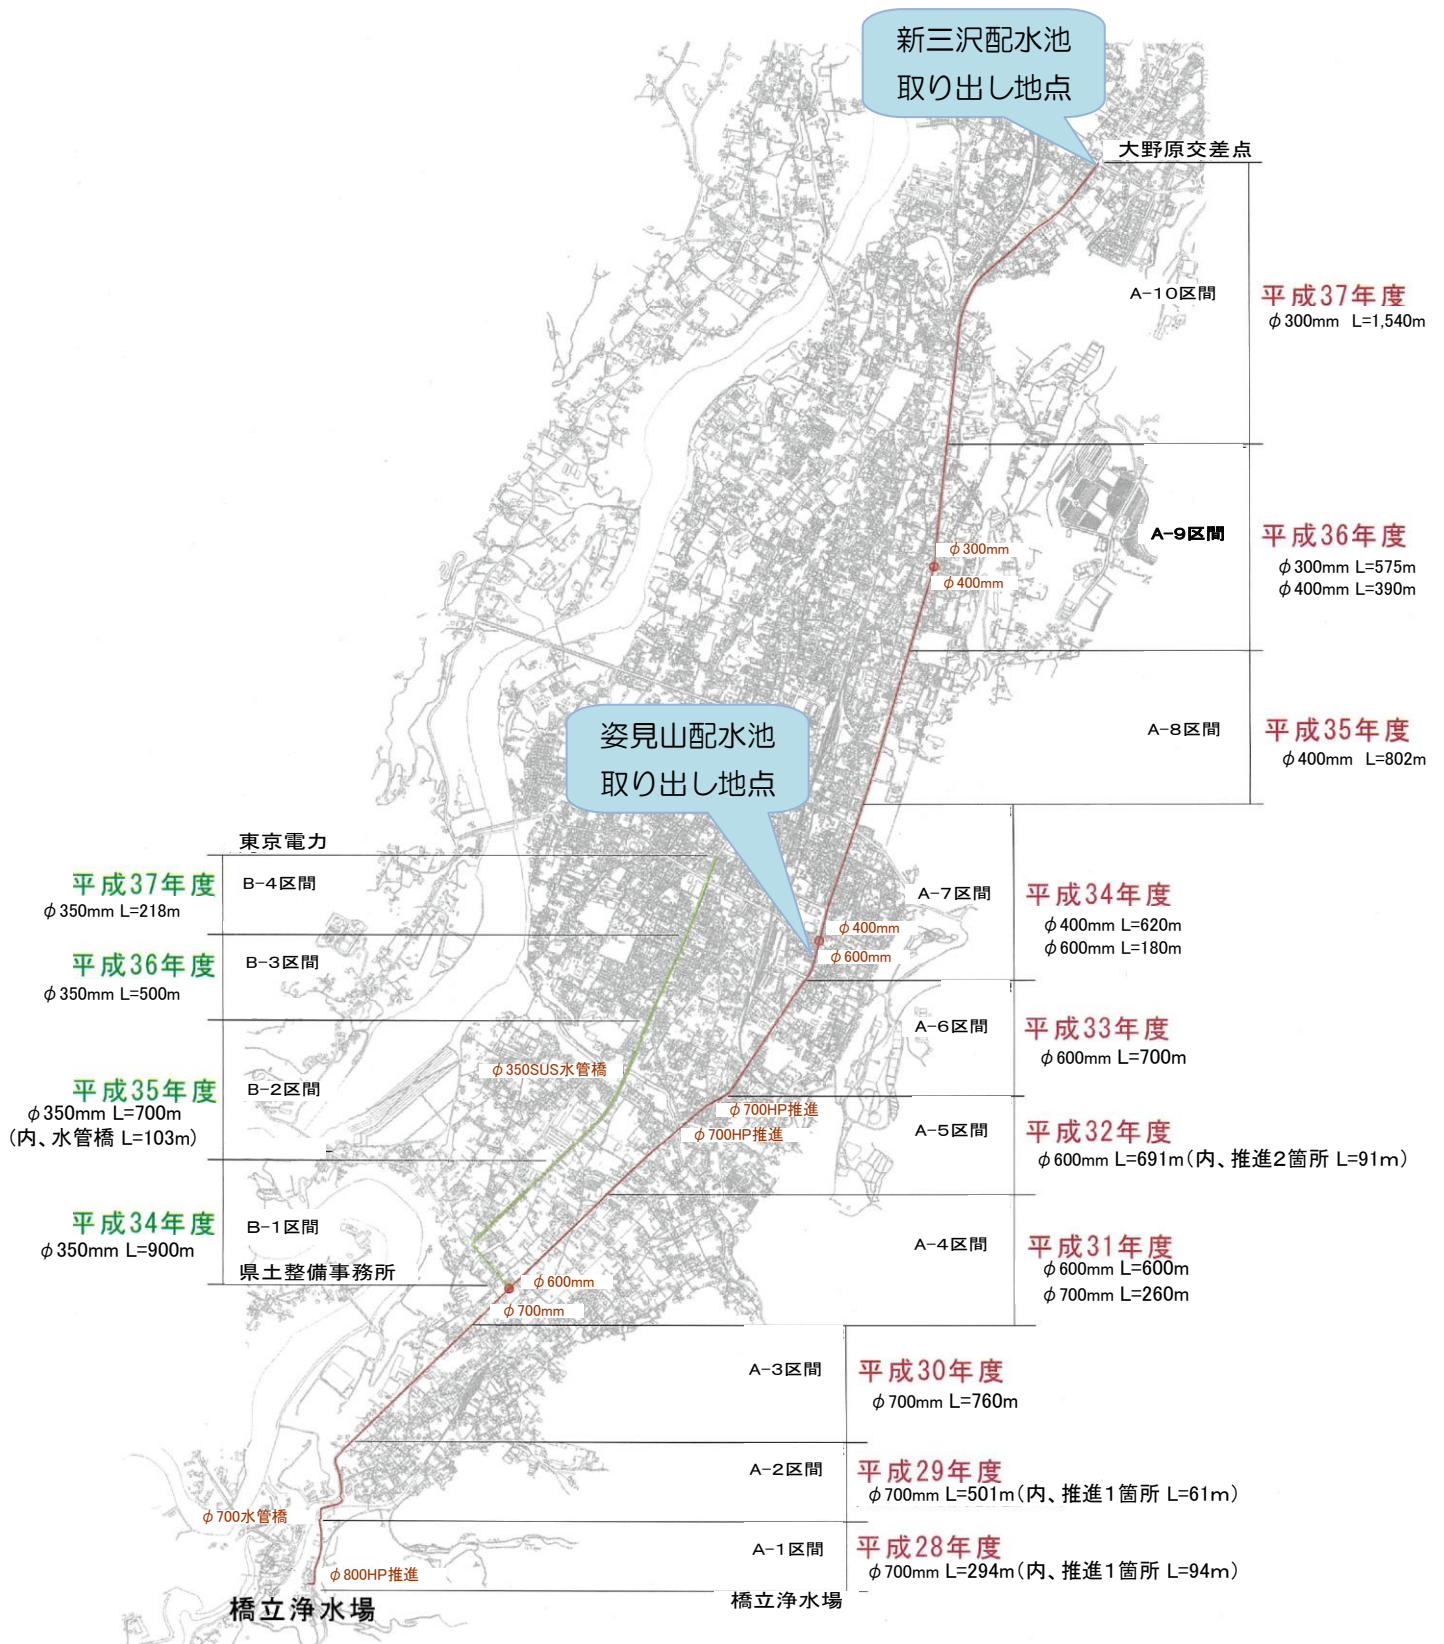 新三沢配水池
取り出し地点
大野原交差点
A-10区間
平成37年度
φ300mm L=1,540m
A-9区間
平成36年度
φ300mm L=575m
φ400mm L=390m
φ300mm
φ400mm
A-8区間
平成35年度
φ400mm L=802m
姿見山配水池
取り出し地点
A-7区間
平成34年度
φ400mm L=620m
φ600mm L=180m
φ400mm
φ600mm
A-6区間
平成33年度
φ600mm L=700m
φ700HP推進
φ700HP推進
A-5区間
平成32年度
φ600mm L=691m(内、推進2箇所 L=91m)
A-4区間
平成31年度
φ600mm L=600m
φ700mm L=260m
φ600mm
φ700mm
A-3区間
平成30年度
φ700mm L=760m
A-2区間
平成29年度
φ700mm L=501m(内、推進1箇所 L=61m)
φ700水管橋
A-1区間
平成28年度
φ700mm L=294m(内、推進1箇所 L=94m)
φ800HP推進
橋立浄水場
橋立浄水場
東京電力
平成37年度
B-4区間
φ350mm L=218m
平成36年度
B-3区間
φ350mm L=500m
φ350SUS水管橋
平成35年度
B-2区間
φ350mm L=700m
(内、水管橋 L=103m)
平成34年度
B-1区間
φ350mm L=900m
県土整備事務所